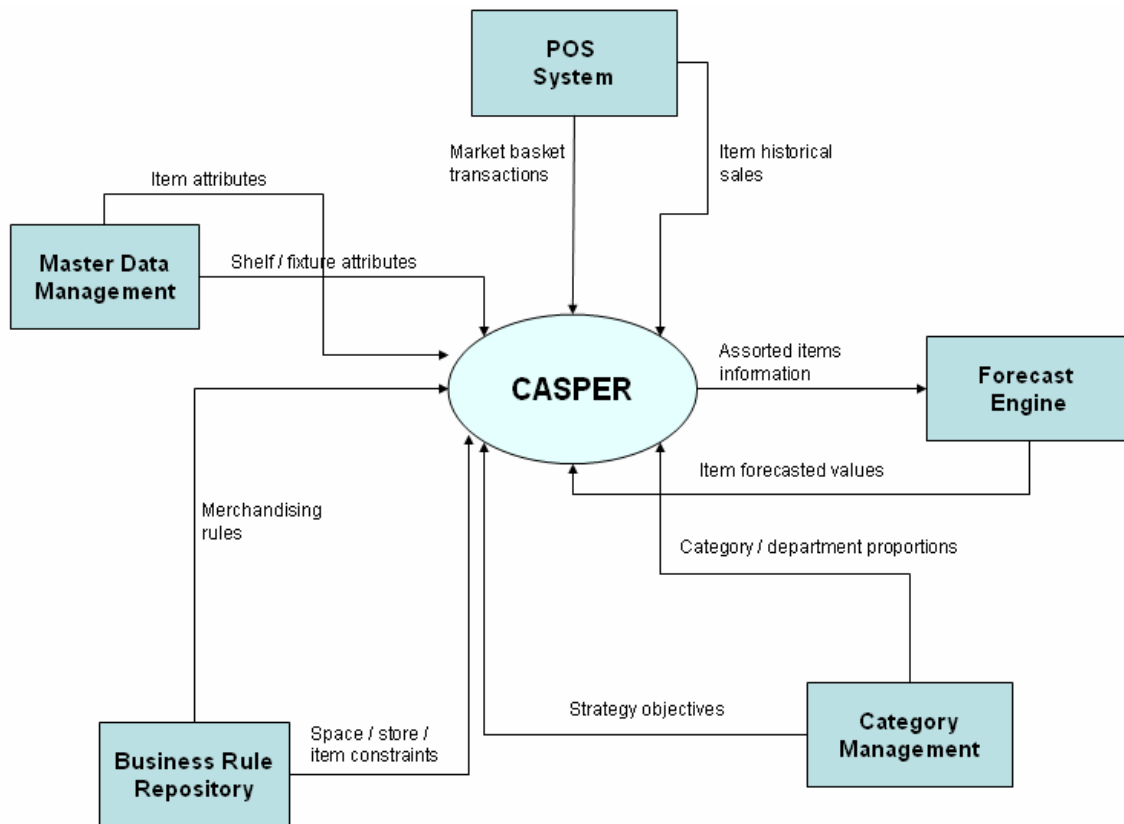 POS
System
Market basket
transactions
Item historical
sales
Item attributes
Master Data
Management
Shelf / fixture attributes
CASPER
Assorted items
information
Forecast
Engine
Item forecasted values
Merchandising
rules
Category / department proportions
Strategy objectives
Category
Management
Space / store /
item constraints
Business Rule
Repository